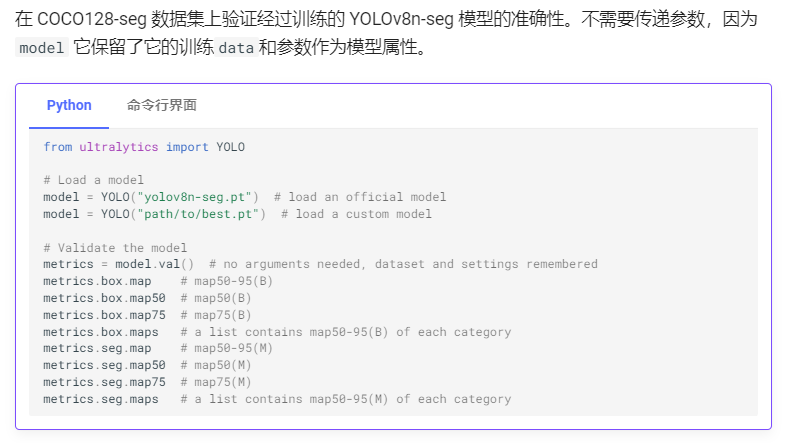 在 COCO128-seg 数据集上验证经过训练的 YOLOv8n-seg 模型的准确性。不需要传递参数，因为
model 它保留了它的训练 data 和参数作为模型属性。
Python 命令行界面
from ultralytics import YOLO
# Load a model
model = YOLO("yolov8n-seg.pt")  # load an official model
model = YOLO("path/to/best.pt")  # load a custom model
# Validate the model
metrics = model.val()  # no arguments needed, dataset and settings remembered
metrics.box.map    # map50-95(B)
metrics.box.map50  # map50(B)
metrics.box.map75  # map75(B)
metrics.box.maps   # a list contains map50-95(B) of each category
metrics.seg.map    # map50-95(M)
metrics.seg.map50  # map50(M)
metrics.seg.map75  # map75(M)
metrics.seg.maps   # a list contains map50-95(M) of each category